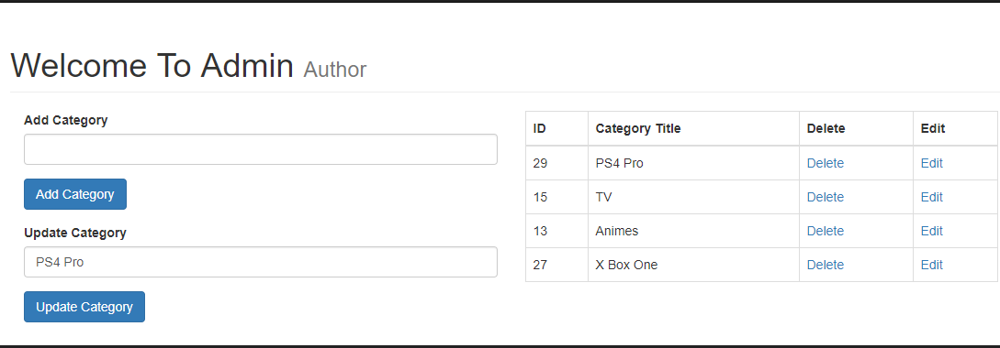 Welcome To Admin Author
Add Category
Add Category
Update Category
PS4 Pro
Update Category
ID Category Title Delete Edit
29 PS4 Pro Delete Edit
15 TV Delete Edit
13 Animes Delete Edit
27 X Box One Delete Edit